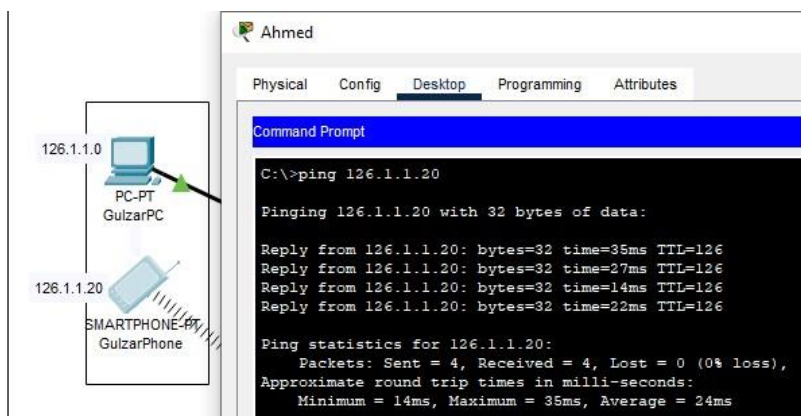 Ahmed
Physical Config Desktop Programming Attributes
Command Prompt
C:\>ping 126.1.1.20
Pinging 126.1.1.20 with 32 bytes of data:
Reply from 126.1.1.20: bytes=32 time=35ms TTL=126
Reply from 126.1.1.20: bytes=32 time=27ms TTL=126
Reply from 126.1.1.20: bytes=32 time=14ms TTL=126
Reply from 126.1.1.20: bytes=32 time=22ms TTL=126
Ping statistics for 126.1.1.20:
Packets: Sent = 4, Received = 4, Lost = 0 (0% loss),
Approximate round trip times in milli-seconds:
Minimum = 14ms, Maximum = 35ms, Average = 24ms
126.1.1.0
PC-PT
GulzarPC
126.1.1.20
SMARTPHONE-PT
GulzarPhone